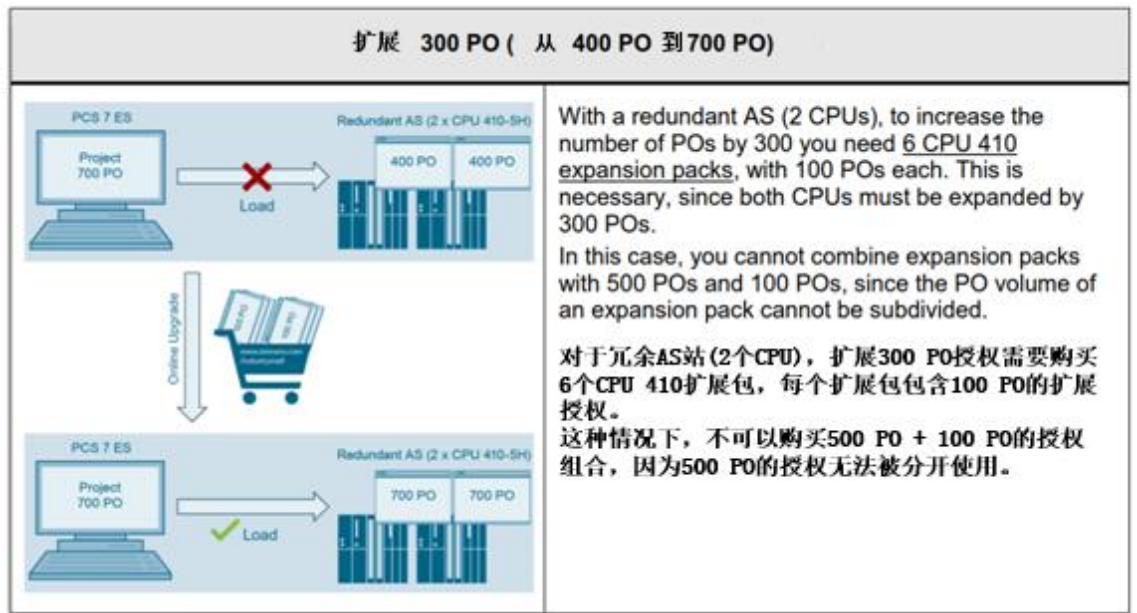 扩展 300 PO ( 从 400 PO 到700 PO)
PCS 7 ES
Redundant AS (2 x CPU 410-5H)
Project
700 PO
400 PO
400 PO
Load
Online Upgrade
100 PO
PCS 7 ES
Redundant AS (2 x CPU 410-5H)
Project
700 PO
700 PO
700 PO
Load
With a redundant AS (2 CPUs), to increase the
number of POs by 300 you need 6 CPU 410
expansion packs, with 100 POs each. This is
necessary, since both CPUs must be expanded by
300 POs.
In this case, you cannot combine expansion packs
with 500 POs and 100 POs, since the PO volume of
an expansion pack cannot be subdivided.
对于冗余AS站(2个CPU), 扩展300 PO授权需要购买
6个CPU 410扩展包, 每个扩展包包含100 PO的扩展
授权。
这种情况下, 不可以购买500 PO + 100 PO的授权
组合, 因为500 PO的授权无法被分开使用。